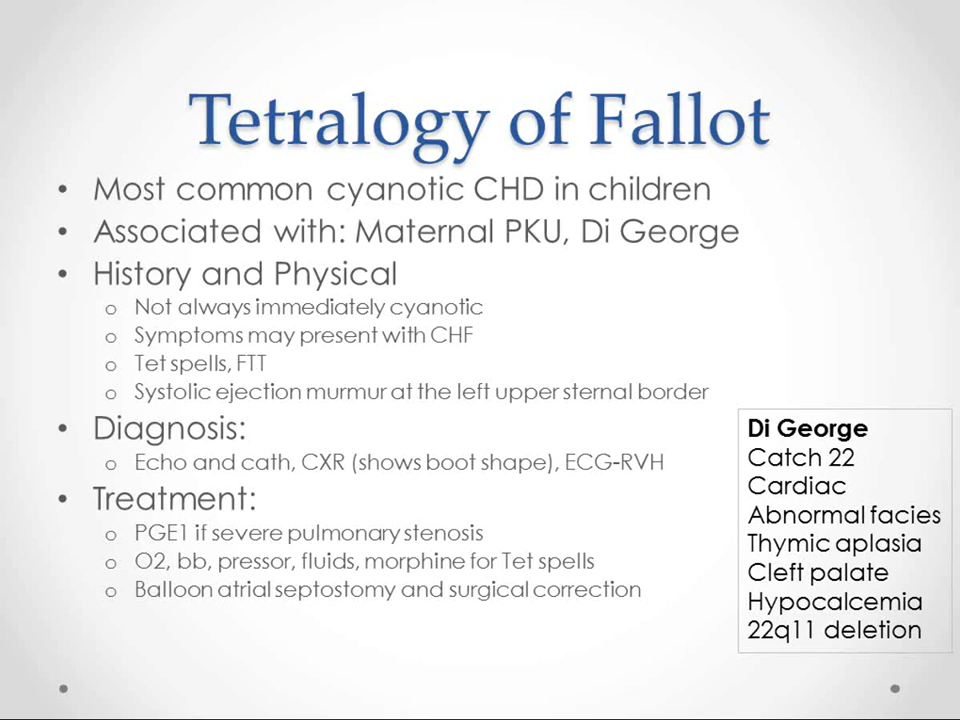 Tetralogy of Fallot
• Most common cyanotic CHD in children
• Associated with: Maternal PKU, Di George
• History and Physical
o Not always immediately cyanotic
o Symptoms may present with CHF
o Tet spells, FTT
o Systolic ejection murmur at the left upper sternal border
• Diagnosis:
o Echo and cath, CXR (shows boot shape), ECG-RVH
• Treatment:
o PGE1 if severe pulmonary stenosis
o O2, bb, pressor, fluids, morphine for Tet spells
o Balloon atrial septostomy and surgical correction
Di George
Catch 22
Cardiac
Abnormal facies
Thymic aplasia
Cleft palate
Hypocalcemia
22q11 deletion